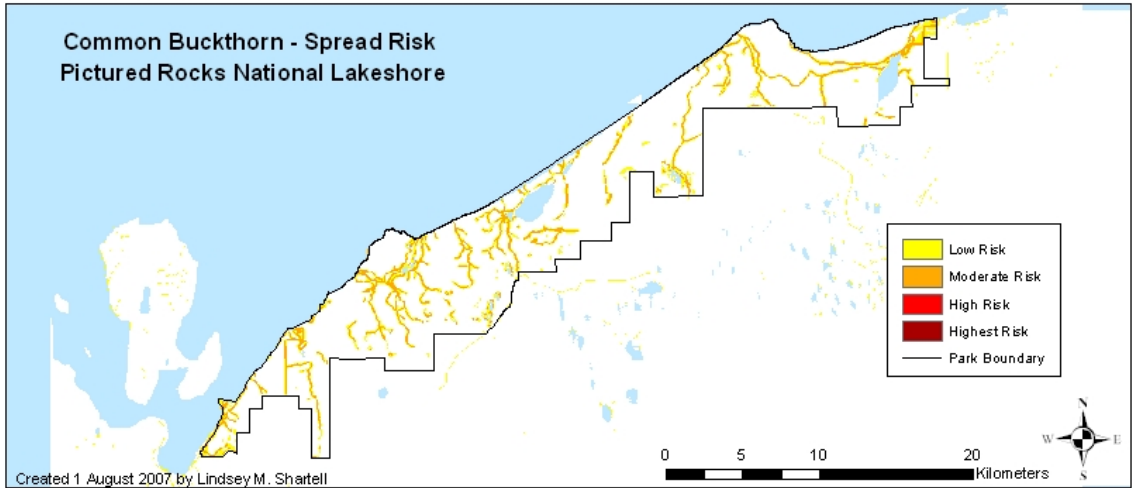 Common Buckthorn - Spread Risk
Pictured Rocks National Lakeshore
Low Risk
Moderate Risk
High Risk
Highest Risk
Park Boundary
N
W E
S
0 5 10 20
Kilometers
Created 1 August 2007 by Lindsey M. Shartell